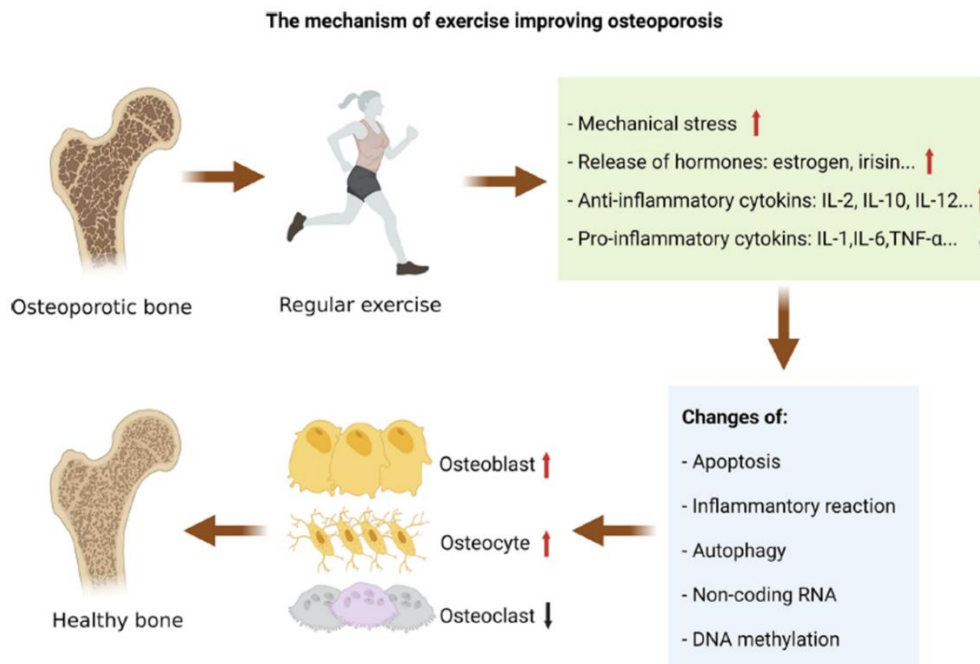 The mechanism of exercise improving osteoporosis
- Mechanical stress
- Release of hormones: estrogen, irisin...
- Anti-inflammatory cytokins: IL-2, IL-10, IL-12...
- Pro-inflammatory cytokins: IL-1,IL-6,TNF-α...
Osteoporotic bone
Regular exercise
Changes of:
- Apoptosis
- Inflammantory reaction
- Autophagy
- Non-coding RNA
- DNA methylation
Osteoblast
Osteocyte
Osteoclast
Healthy bone